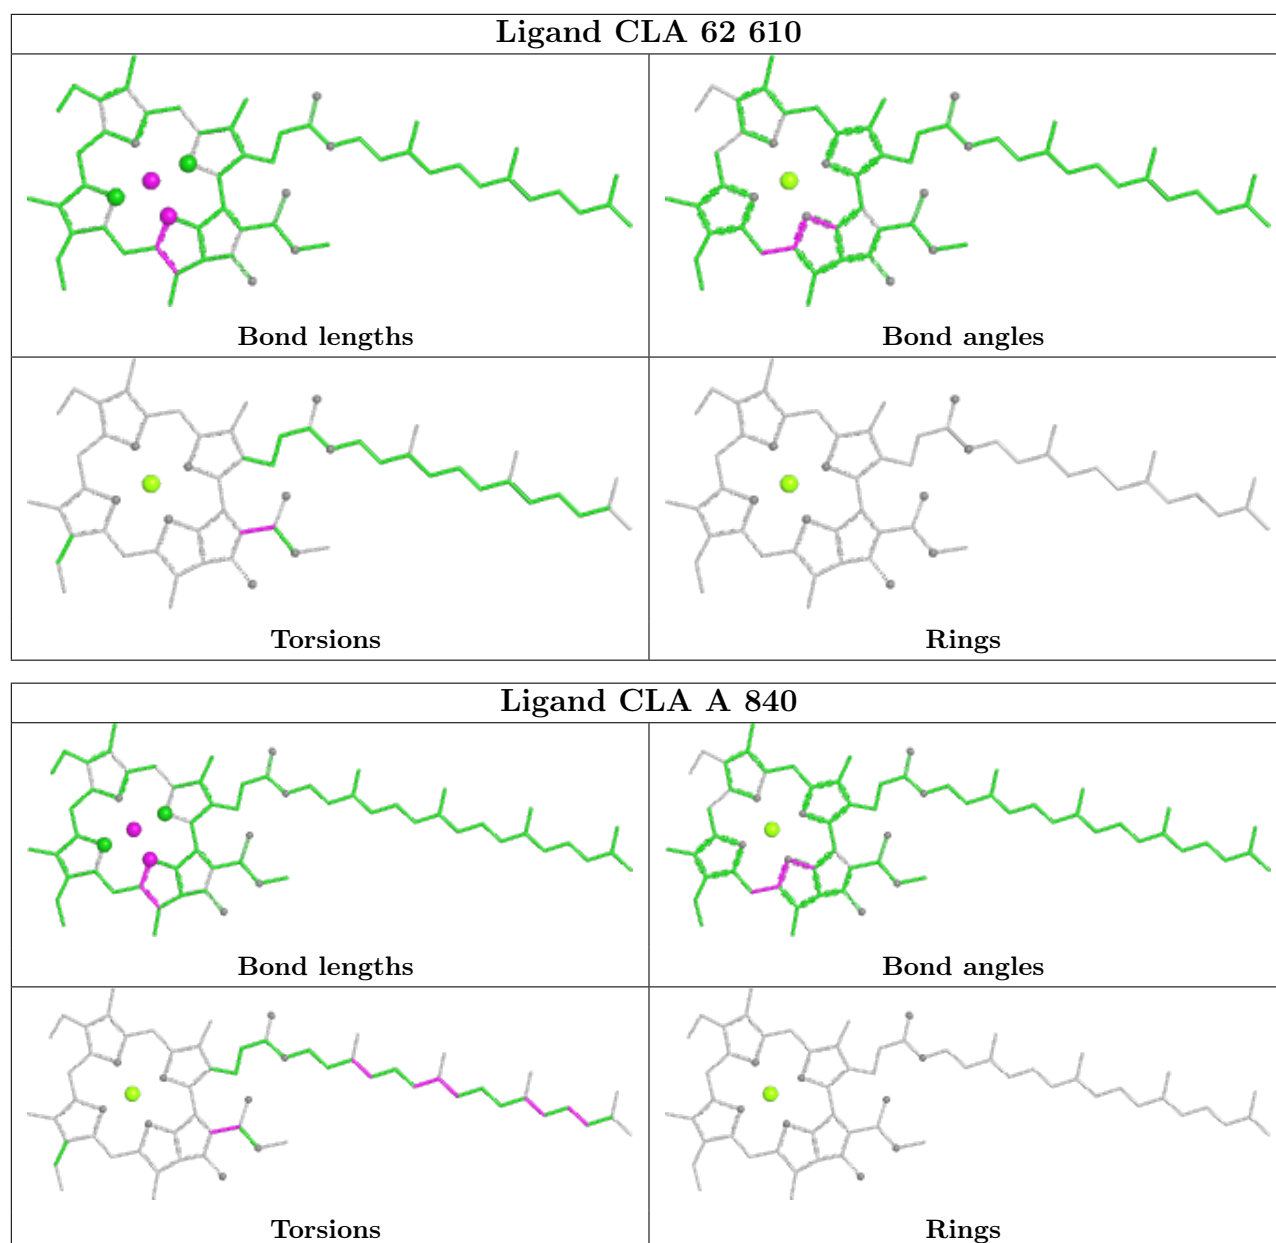 Ligand CLA 62 610
Bond lengths
Bond angles
Torsions
Rings
Ligand CLA A 840
Bond lengths
Bond angles
Torsions
Rings